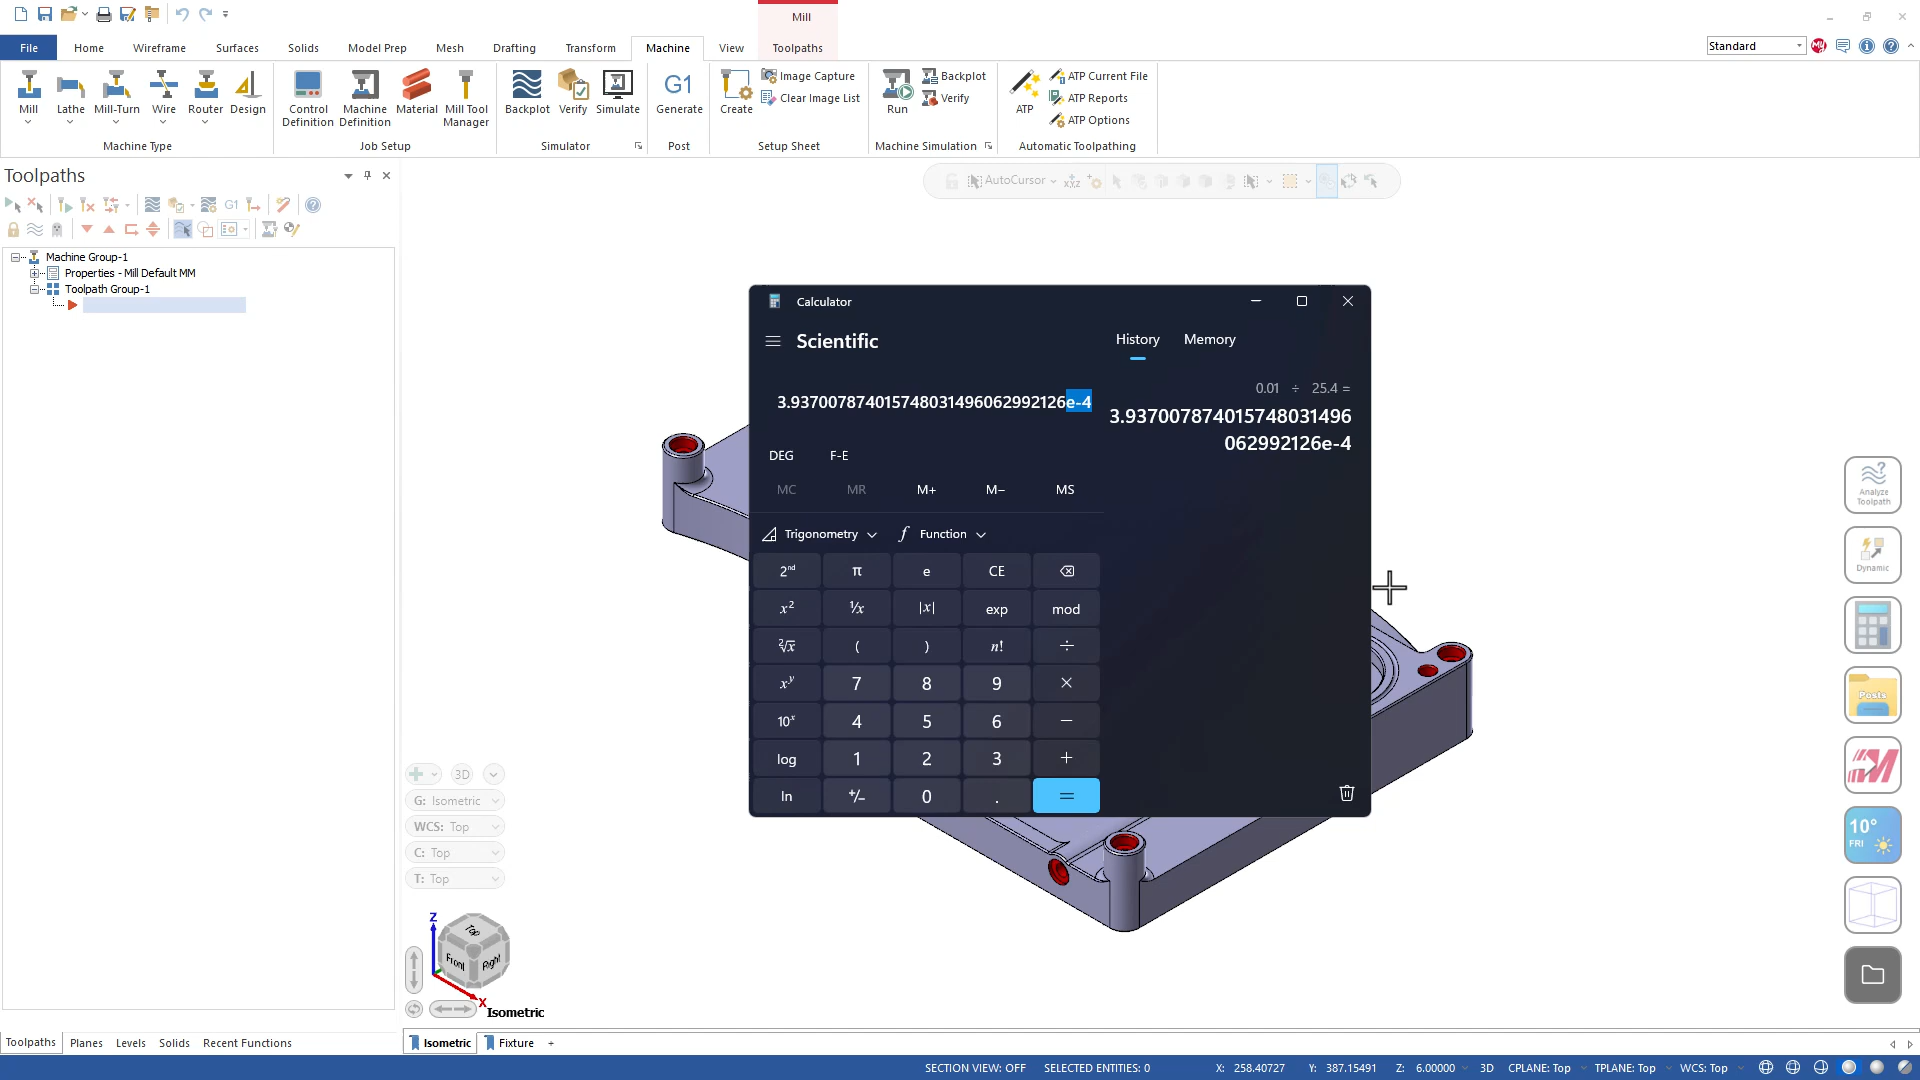 Mill
File
Home
Wireframe
Surfaces
Solids
Model Prep
Mesh
Drafting
Transform
Machine
View
Toolpaths
Standard
Mill
Lathe
Mill-Turn
Wire
Router
Design
Control
Definition
Machine
Definition
Material
Mill Tool
Manager
Backplot
Verify
Simulate
G1
Generate
Create
Image Capture
Clear Image List
Run
Backplot
Verify
ATP
ATP Current File
ATP Reports
ATP Options
Machine Type
Job Setup
Simulator
Post
Setup Sheet
Machine Simulation
Automatic Toolpathing
Toolpaths
AutoCursor
G1
Machine Group-1
Properties - Mill Default MM
Toolpath Group-1
Calculator
Scientific
History
Memory
0.01 ÷ 25.4 =
3.937007874015748031496062992126e-4
3.937007874015748031496
062992126e-4
DEG
F-E
MC
MR
M+
M−
MS
Trigonometry
Function
2nd
π
e
CE
x²
¹/x
|x|
exp
mod
²√x
(
)
n!
÷
xʸ
7
8
9
×
10ˣ
4
5
6
−
log
1
2
3
+
ln
+/−
0
.
=
Analyze
Toolpath
Dynamic
Posts
10°
FRI
3D
G: Isometric
WCS: Top
C: Top
T: Top
Z
Top
Front
Right
X
Isometric
Toolpaths
Planes
Levels
Solids
Recent Functions
Isometric
Fixture
+
SECTION VIEW: OFF
SELECTED ENTITIES: 0
X: 258.40727
Y: 387.15491
Z: 6.00000
3D
CPLANE: Top
TPLANE: Top
WCS: Top